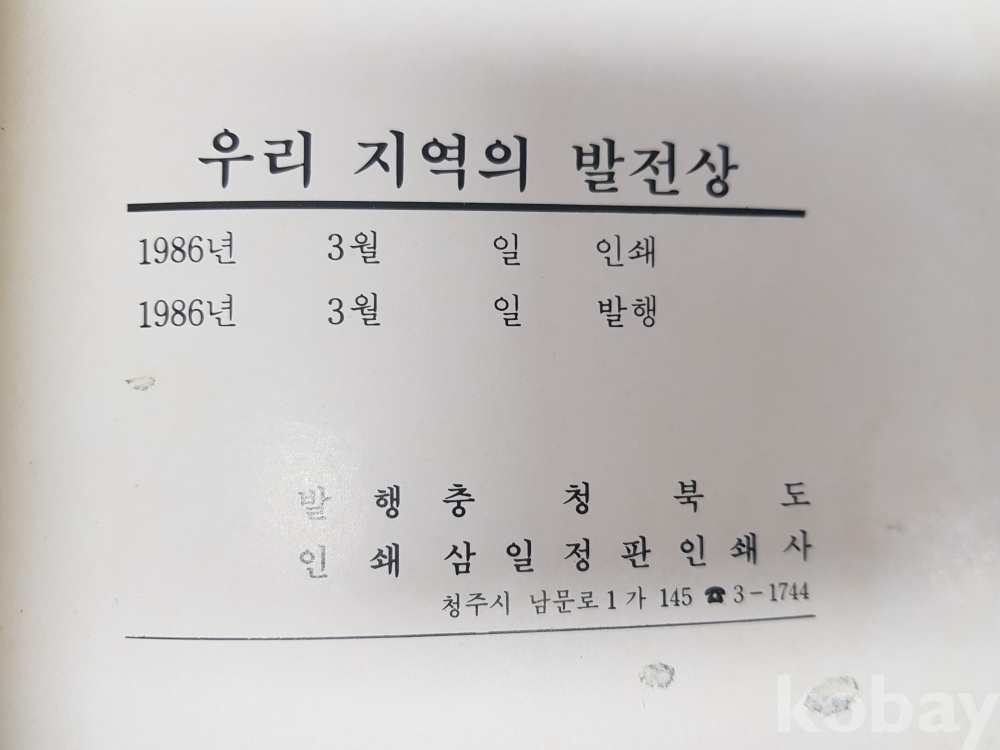 우리 지역의 발전상
1986년 3월 일 인쇄
1986년 3월 일 발행
발 행 충 청 북 도
인 쇄 삼 일 정 판 인 쇄 사
청주시 남문로 1 가 145 ☎ 3-1744
kobay